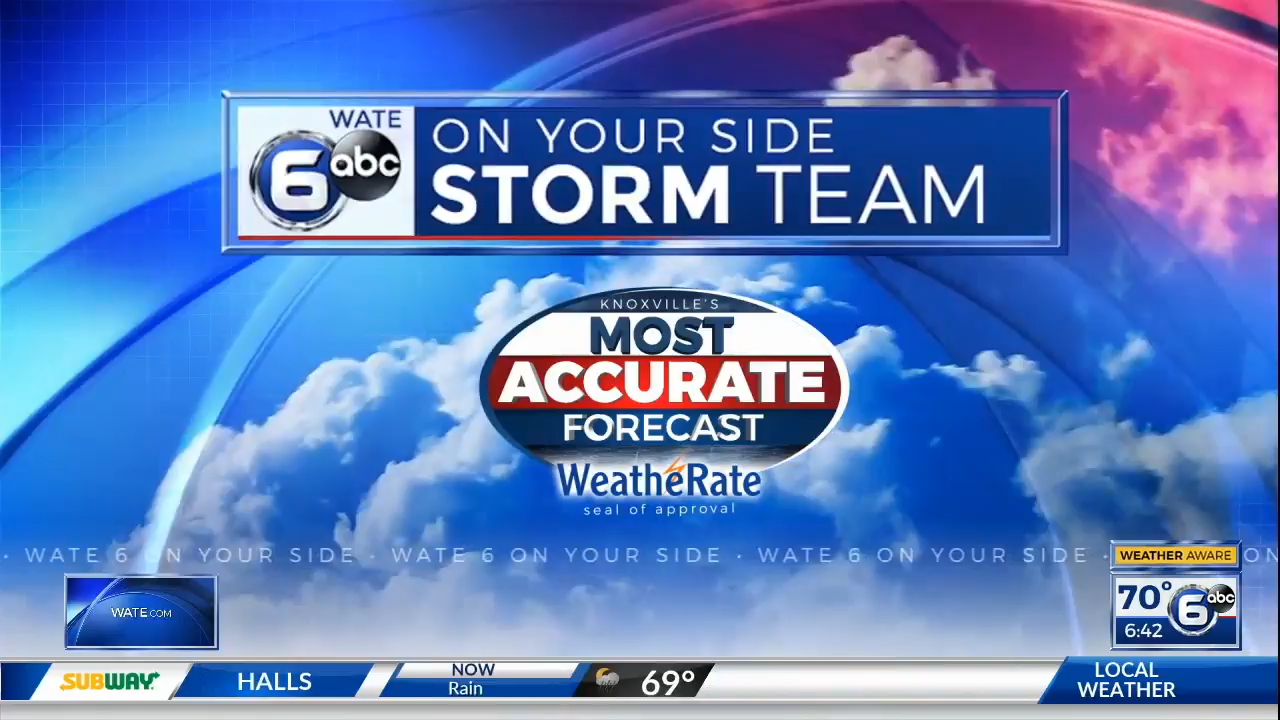 WATE
6 abc
ON YOUR SIDE
STORM TEAM
KNOXVILLE'S
MOST
ACCURATE
FORECAST
WeatheRate
seal of approval
· WATE 6 ON YOUR SIDE · WATE 6 ON YOUR SIDE · WATE 6 ON YOUR SIDE · ON
WEATHER AWARE
WATE.COM
70° 6 abc
6:42
SUBWAY HALLS NOW
Rain
69°
LOCAL
WEATHER